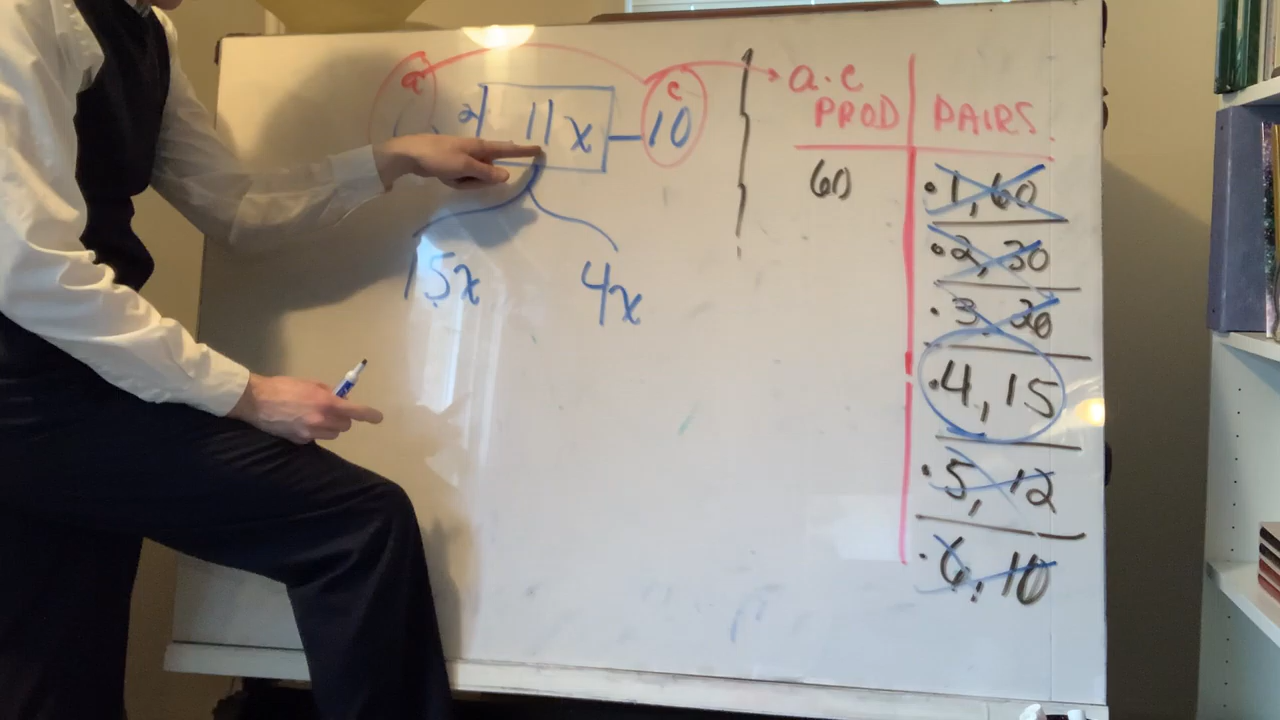 a c a·c
² 11x —10
PROD PAIRS
60 ·1, 60
·2, 30
15x 4x
·3, 20
·4, 15
·5, 12
·6, 10